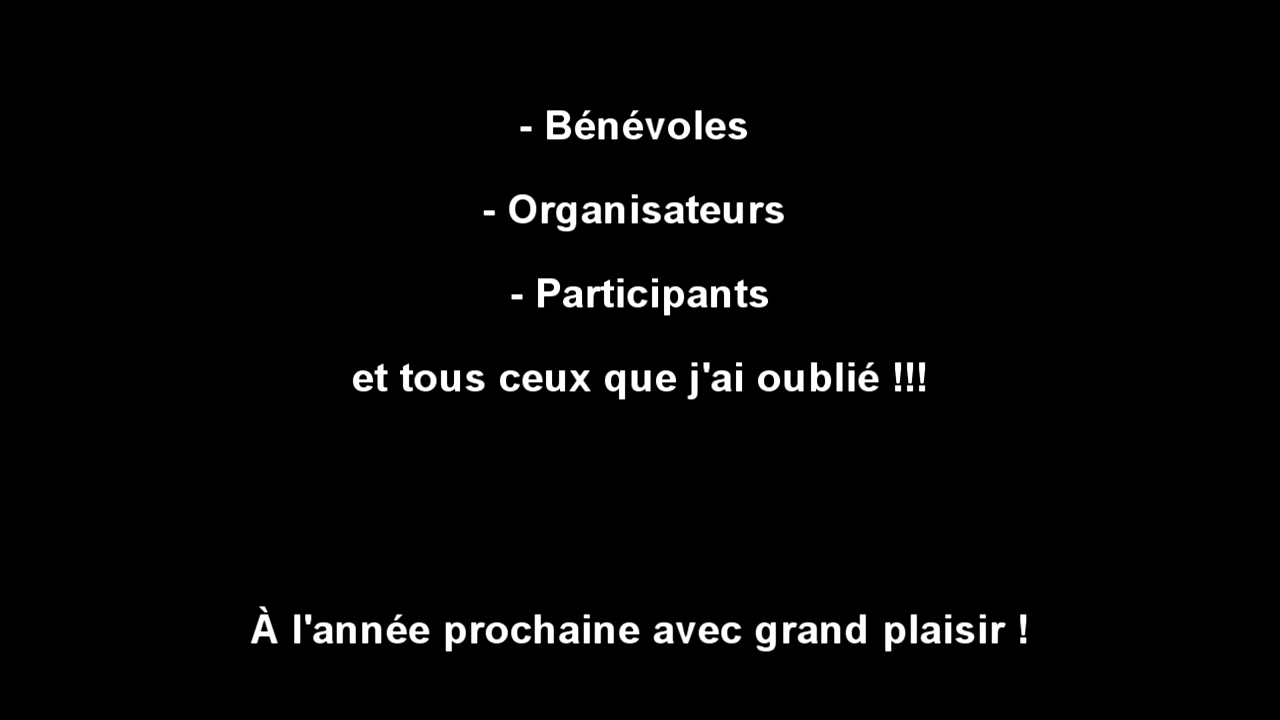 - Bénévoles
- Organisateurs
- Participants
et tous ceux que j'ai oublié !!!
À l'année prochaine avec grand plaisir !